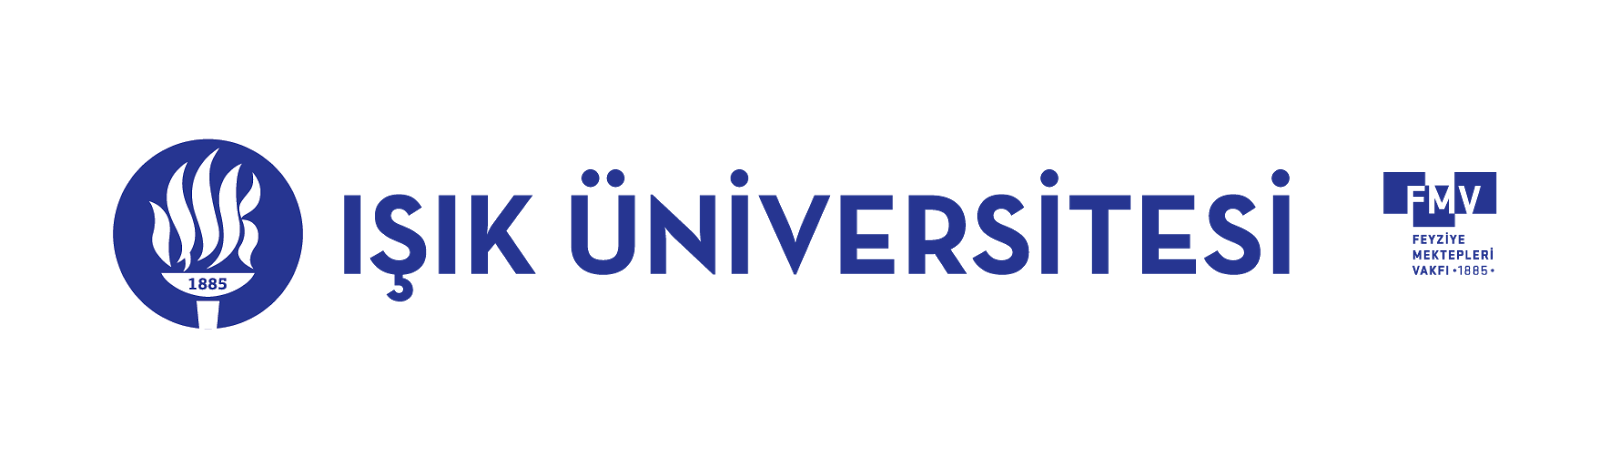 1885
IŞIK ÜNİVERSİTESİ
FMV
FEYZİYE
MEKTEPLERİ
VAKFI •1885•